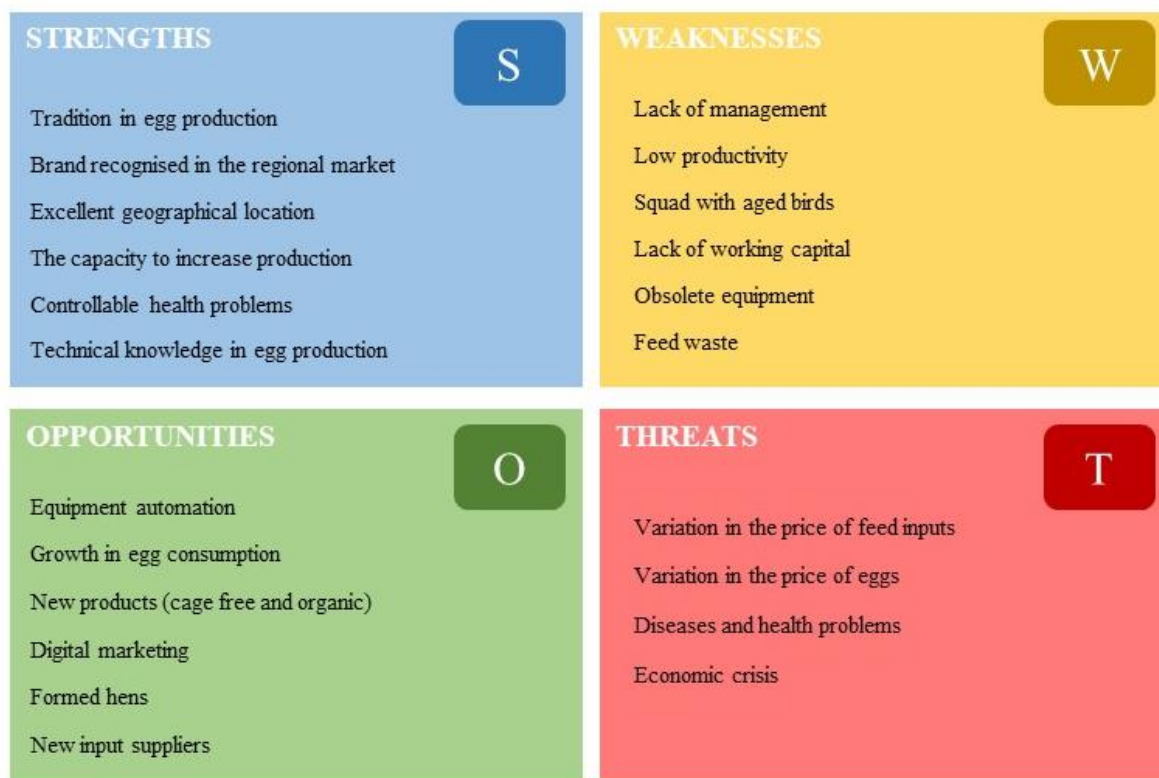 STRENGTHS
S
Tradition in egg production
Brand recognised in the regional market
Excellent geographical location
The capacity to increase production
Controllable health problems
Technical knowledge in egg production
WEAKNESSES
W
Lack of management
Low productivity
Squad with aged birds
Lack of working capital
Obsolete equipment
Feed waste
OPPORTUNITIES
O
Equipment automation
Growth in egg consumption
New products (cage free and organic)
Digital marketing
Formed hens
New input suppliers
THREATS
T
Variation in the price of feed inputs
Variation in the price of eggs
Diseases and health problems
Economic crisis